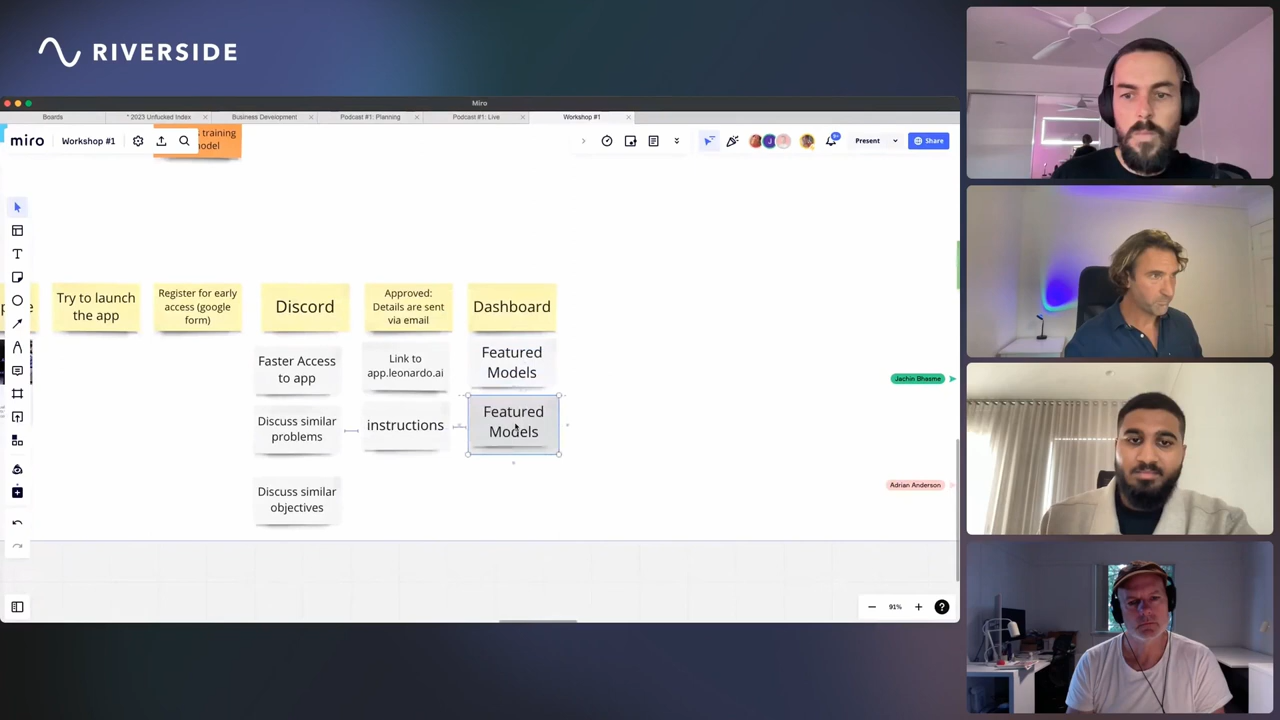 RIVERSIDE
Miro
Boards
* 2023 Unfucked Index
Business Development
Podcast #1: Planning
Podcast #1: Live
Workshop #1
miro
Workshop #1
s training
odel
Present
Share
Try to launch
the app
Register for early
access (google
form)
Discord
Approved:
Details are sent
via email
Dashboard
Faster Access
to app
Link to
app.leonardo.ai
Featured
Models
Discuss similar
problems
instructions
Featured
Models
Discuss similar
objectives
Jachin Bhasme
Adrian Anderson
91%